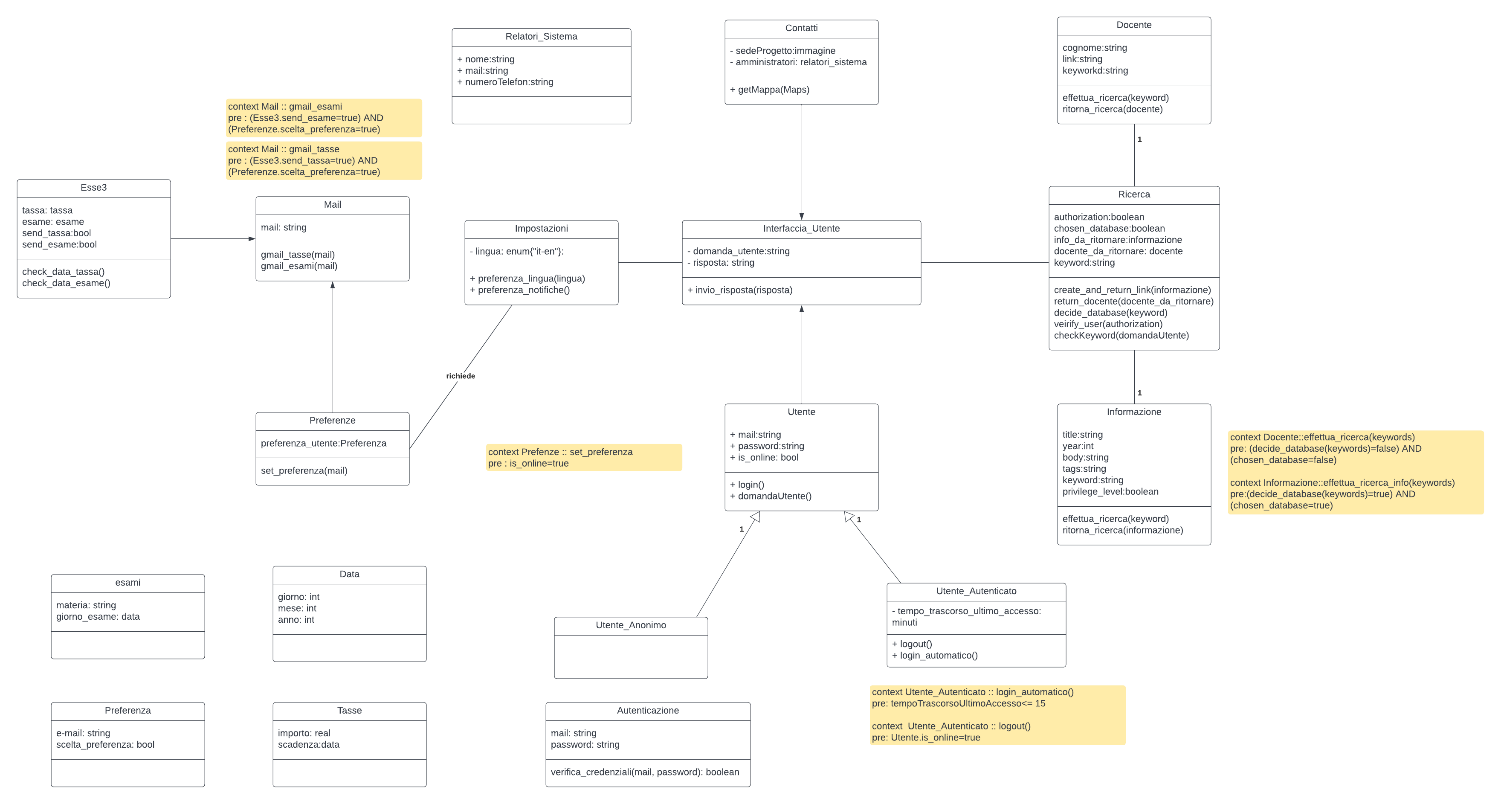 Relatori_Sistema
+ nome:string
+ mail:string
+ numeroTelefon:string
Contatti
- sedeProgetto:immagine
- amministratori: relatori_sistema
+ getMappa(Maps)
Docente
cognome:string
link:string
keyworkd:string
effettua_ricerca(keyword)
ritorna_ricerca(docente)
1
context Mail :: gmail_esami
pre : (Esse3.send_esame=true) AND
(Preferenze.scelta_preferenza=true)
context Mail :: gmail_tasse
pre : (Esse3.send_tassa=true) AND
(Preferenze.scelta_preferenza=true)
Esse3
tassa: tassa
esame: esame
send_tassa:bool
send_esame:bool
check_data_tassa()
check_data_esame()
Mail
mail: string
gmail_tasse(mail)
gmail_esami(mail)
Impostazioni
- lingua: enum{"it-en"};
+ preferenza_lingua(lingua)
+ preferenza_notifiche()
Interfaccia_Utente
- domanda_utente:string
- risposta: string
+ invio_risposta(risposta)
Ricerca
authorization:boolean
chosen_database:boolean
info_da_ritornare:informazione
docente_da_ritornare: docente
keyword:string
create_and_return_link(informazione)
return_docente(docente_da_ritornare)
decide_database(keyword)
veirify_user(authorization)
checkKeyword(domandaUtente)
1
richiede
Preferenze
preferenza_utente:Preferenza
set_preferenza(mail)
context Prefenze :: set_preferenza
pre : is_online=true
Utente
+ mail:string
+ password:string
+ is_online: bool
+ login()
+ domandaUtente()
1
1
Informazione
title:string
year:int
body:string
tags:string
keyword:string
privilege_level:boolean
effettua_ricerca(keyword)
ritorna_ricerca(informazione)
context Docente::effettua_ricerca(keywords)
pre: (decide_database(keywords)=false) AND
(chosen_database=false)
context Informazione::effettua_ricerca_info(keywords)
pre:(decide_database(keywords)=true) AND
(chosen_database=true)
esami
materia: string
giorno_esame: data
Data
giorno: int
mese: int
anno: int
Utente_Anonimo
Utente_Autenticato
- tempo_trascorso_ultimo_accesso:
minuti
+ logout()
+ login_automatico()
context Utente_Autenticato :: login_automatico()
pre: tempoTrascorsoUltimoAccesso<= 15
context  Utente_Autenticato :: logout()
pre: Utente.is_online=true
Preferenza
e-mail: string
scelta_preferenza: bool
Tasse
importo: real
scadenza:data
Autenticazione
mail: string
password: string
verifica_credenziali(mail, password): boolean